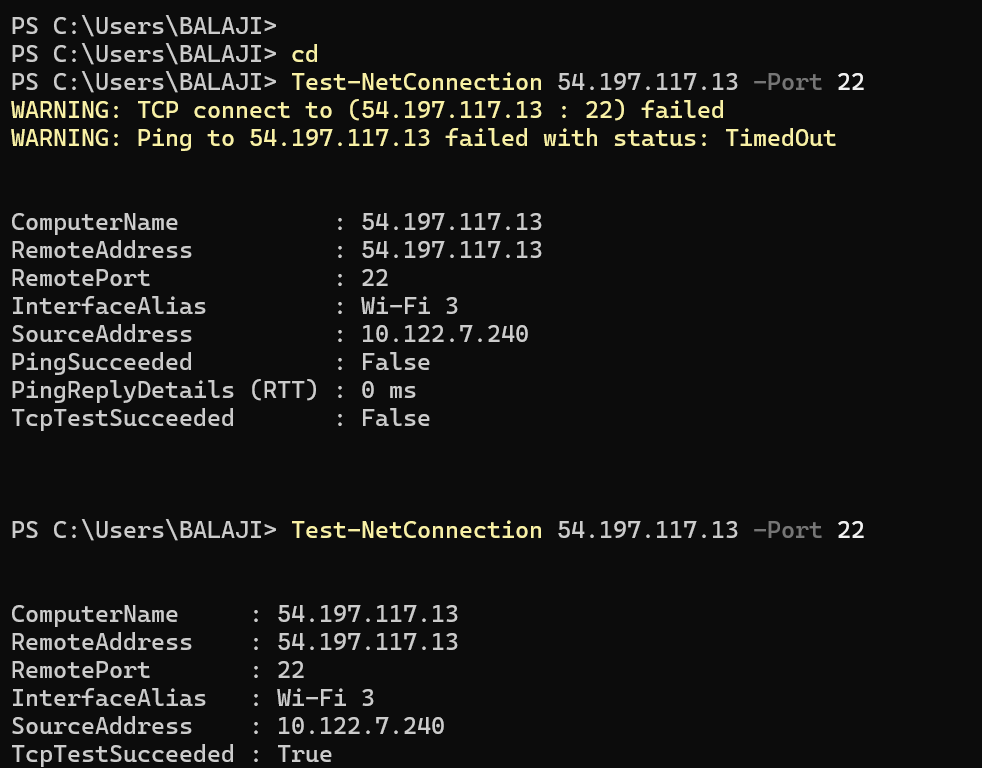 PS C:\Users\BALAJI>
PS C:\Users\BALAJI> cd
PS C:\Users\BALAJI> Test-NetConnection 54.197.117.13 -Port 22
WARNING: TCP connect to (54.197.117.13 : 22) failed
WARNING: Ping to 54.197.117.13 failed with status: TimedOut
ComputerName           : 54.197.117.13
RemoteAddress          : 54.197.117.13
RemotePort             : 22
InterfaceAlias         : Wi-Fi 3
SourceAddress          : 10.122.7.240
PingSucceeded          : False
PingReplyDetails (RTT) : 0 ms
TcpTestSucceeded       : False
PS C:\Users\BALAJI> Test-NetConnection 54.197.117.13 -Port 22
ComputerName     : 54.197.117.13
RemoteAddress    : 54.197.117.13
RemotePort       : 22
InterfaceAlias   : Wi-Fi 3
SourceAddress    : 10.122.7.240
TcpTestSucceeded : True